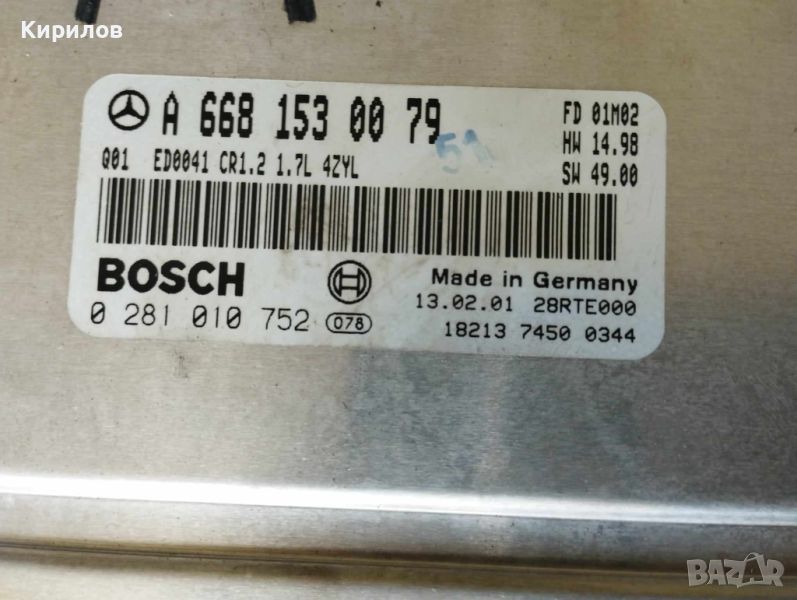 Кирилов
A 668 153 00 79
FD 01M02
HW 14.98
SW 49.00
Q01 ED0041 CR1.2 1.7L 4ZYL
BOSCH
Made in Germany
13.02.01 28RTE000
0 281 010 752 078
18213 7450 0344
BAZAR